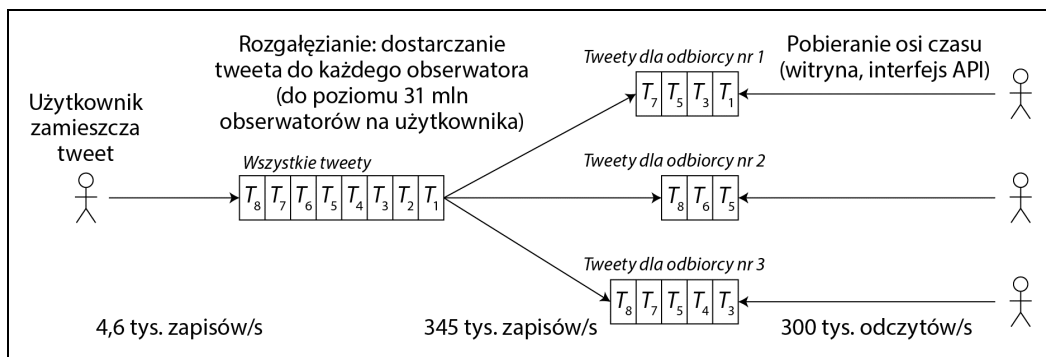 Użytkownik
zamieszcza
tweet
Rozgałęzianie: dostarczanie
tweeta do każdego obserwatora
(do poziomu 31 mln
obserwatorów na użytkownika)
Wszystkie tweety
T₈ T₇ T₆ T₅ T₄ T₃ T₂ T₁
Tweety dla odbiorcy nr 1
T₇ T₅ T₃ T₁
Tweety dla odbiorcy nr 2
T₈ T₆ T₅
Tweety dla odbiorcy nr 3
T₈ T₇ T₅ T₄ T₃
Pobieranie osi czasu
(witryna, interfejs API)
4,6 tys. zapisów/s
345 tys. zapisów/s
300 tys. odczytów/s